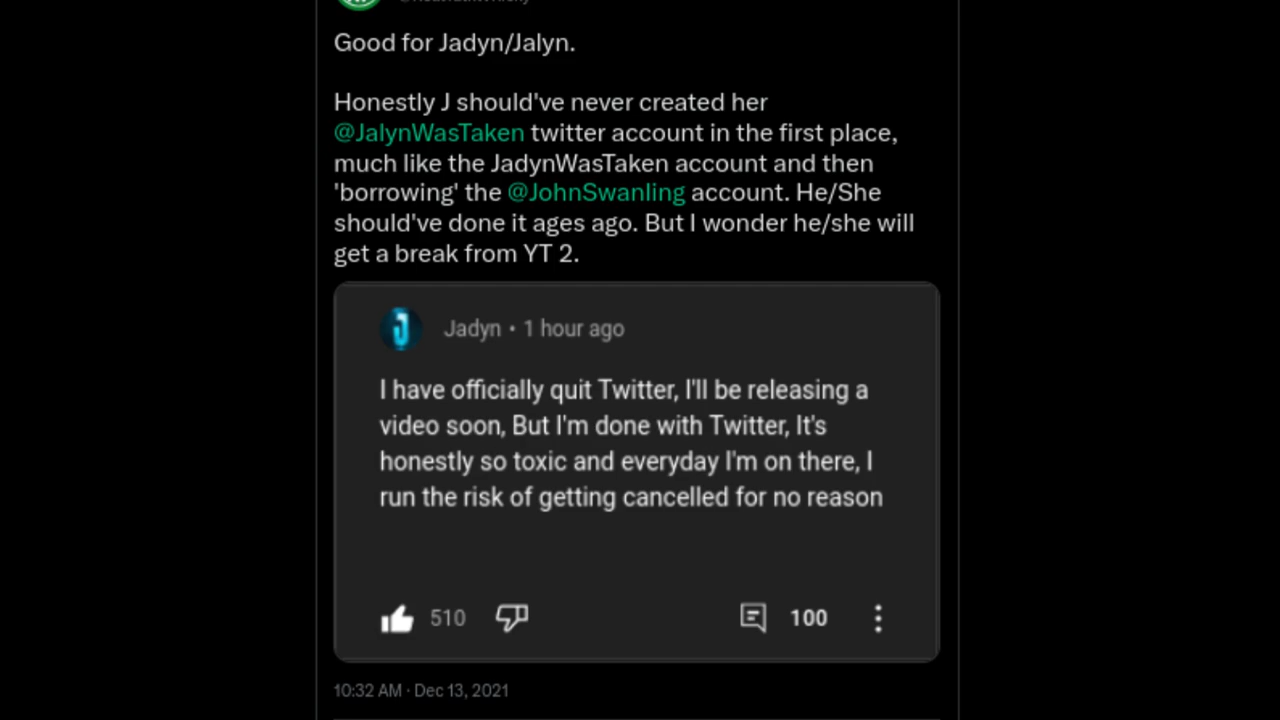 Good for Jadyn/Jalyn.
Honestly J should've never created her
@JalynWasTaken twitter account in the first place,
much like the JadynWasTaken account and then
'borrowing' the @JohnSwanling account. He/She
should've done it ages ago. But I wonder he/she will
get a break from YT 2.
Jadyn • 1 hour ago
I have officially quit Twitter, I'll be releasing a
video soon, But I'm done with Twitter, It's
honestly so toxic and everyday I'm on there, I
run the risk of getting cancelled for no reason
510 100
10:32 AM · Dec 13, 2021